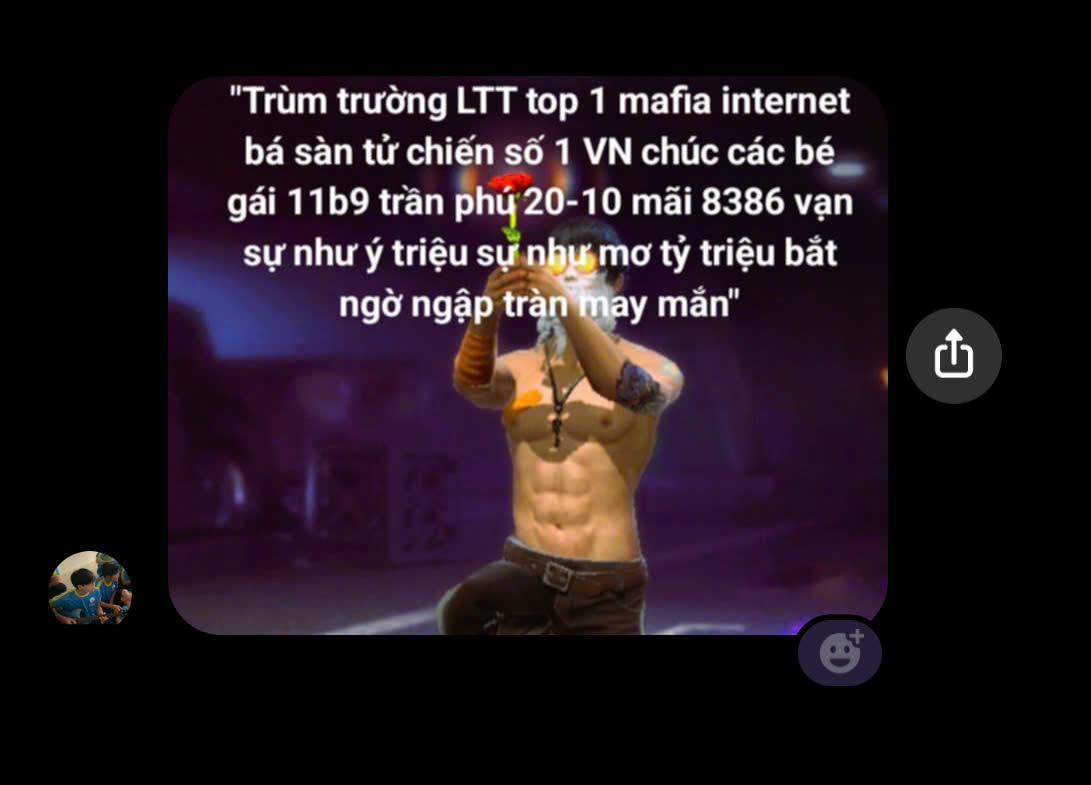 "Trùm trường LTT top 1 mafia internet
bá sàn tử chiến số 1 VN chúc các bé
gái 11b9 trần phú 20-10 mãi 8386 vạn
sự như ý triệu sự như mơ tỷ triệu bắt
ngờ ngập tràn may mắn"